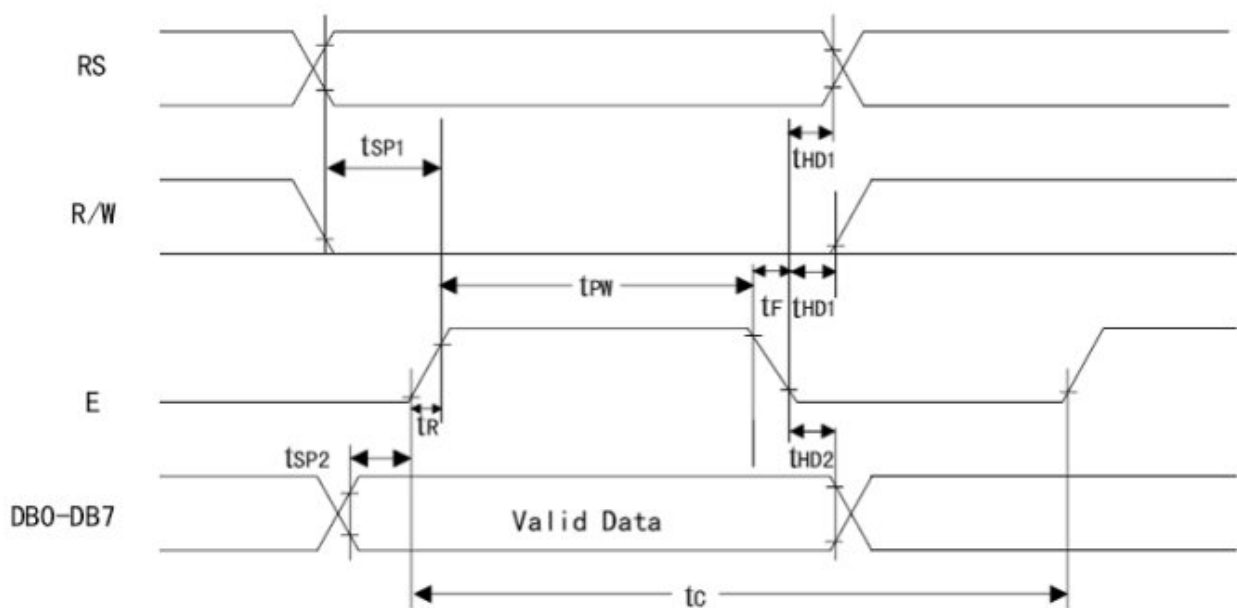 RS
tSP1
tHD1
R/W
tPW
tF
tHD1
E
tR
tSP2
tHD2
DB0-DB7
Valid Data
tC